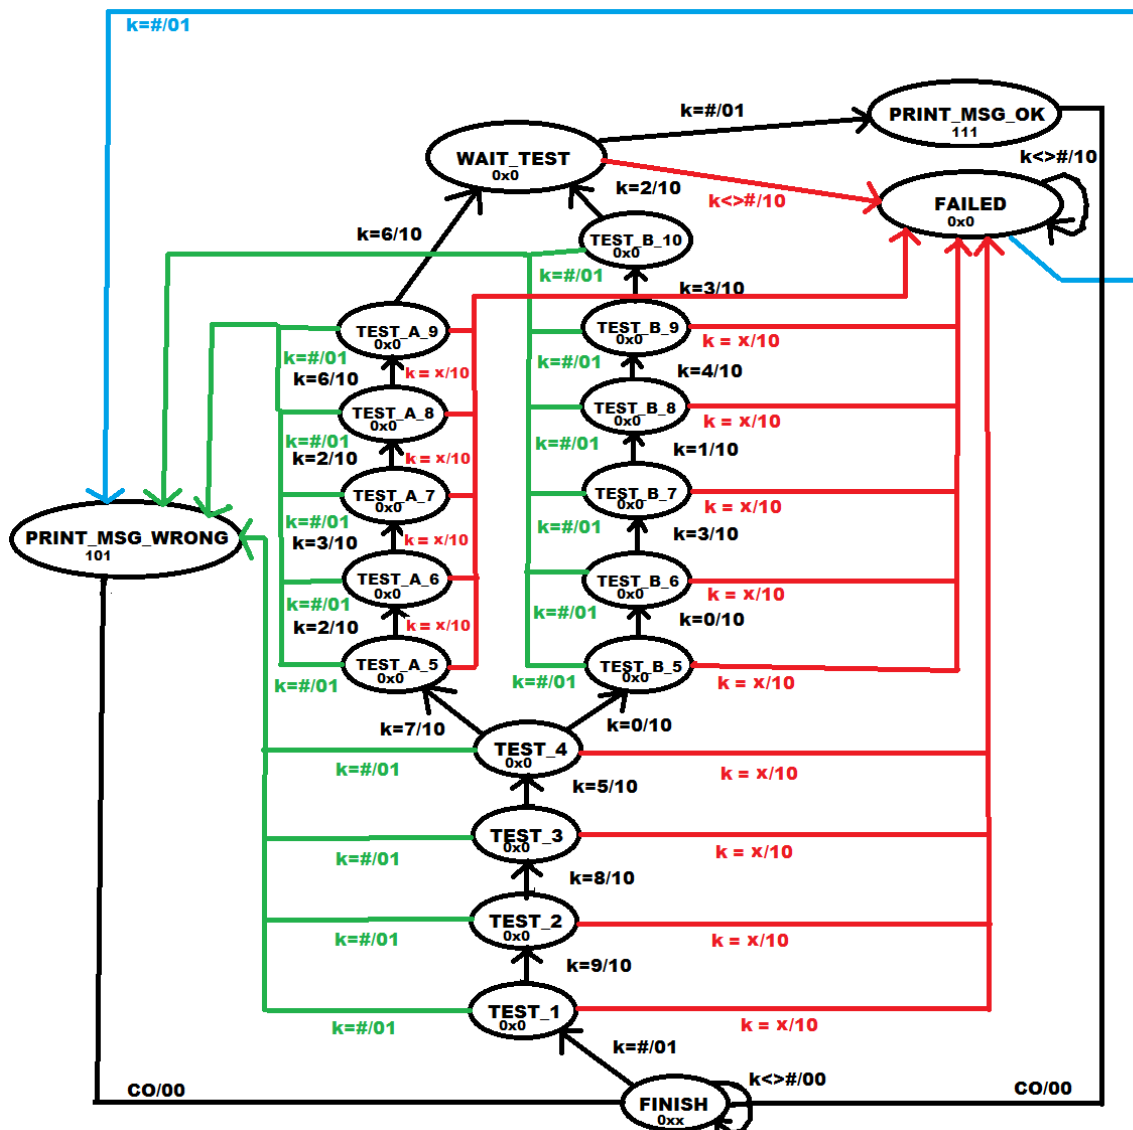 k=#/01
k=#/01
PRINT_MSG_OK
111
WAIT_TEST
0x0
k<>#/10
k=2/10
k<>#/10
FAILED
0x0
k=6/10
TEST_B_10
0x0
k=#/01
k=3/10
TEST_A_9
0x0
TEST_B_9
0x0
k = x/10
k=#/01
k=#/01
k=6/10
k = x/10
k=4/10
TEST_A_8
0x0
TEST_B_8
0x0
k = x/10
k=#/01
k=#/01
k=2/10
k = x/10
k=1/10
TEST_A_7
0x0
TEST_B_7
0x0
k = x/10
k=#/01
k=#/01
PRINT_MSG_WRONG
101
k=3/10
k = x/10
k=3/10
TEST_A_6
0x0
TEST_B_6
0x0
k = x/10
k=#/01
k=#/01
k=2/10
k = x/10
k=0/10
TEST_A_5
0x0
TEST_B_5
0x0
k = x/10
k=#/01
k=#/01
k=7/10
k=0/10
TEST_4
0x0
k=#/01
k = x/10
k=5/10
TEST_3
0x0
k=#/01
k = x/10
k=8/10
TEST_2
0x0
k=#/01
k = x/10
k=9/10
TEST_1
0x0
k=#/01
k = x/10
k=#/01
k<>#/00
CO/00
CO/00
FINISH
0xx